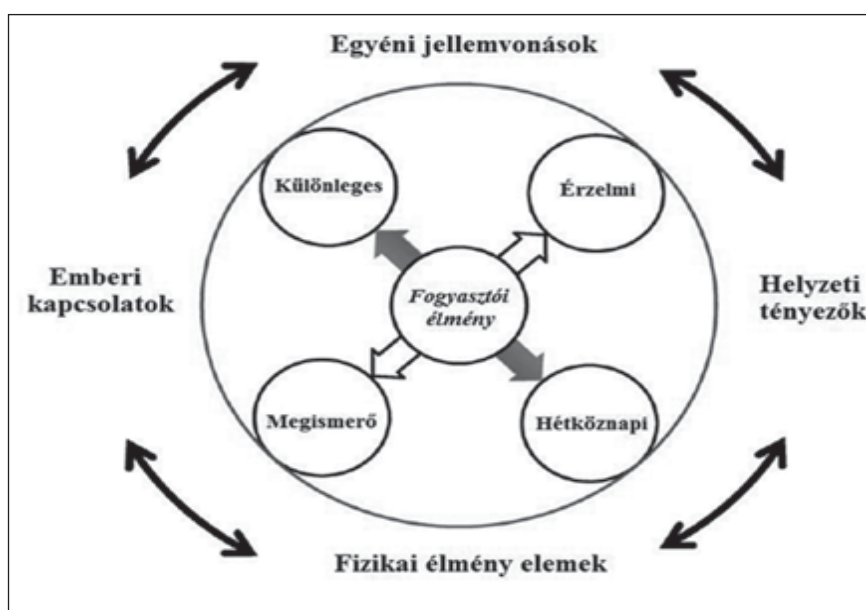 Egyéni jellemvonások
Különleges
Érzelmi
Emberi
kapcsolatok
Fogyasztói
élmény
Helyzeti
tényezők
Megismerő
Hétköznapi
Fizikai élmény elemek